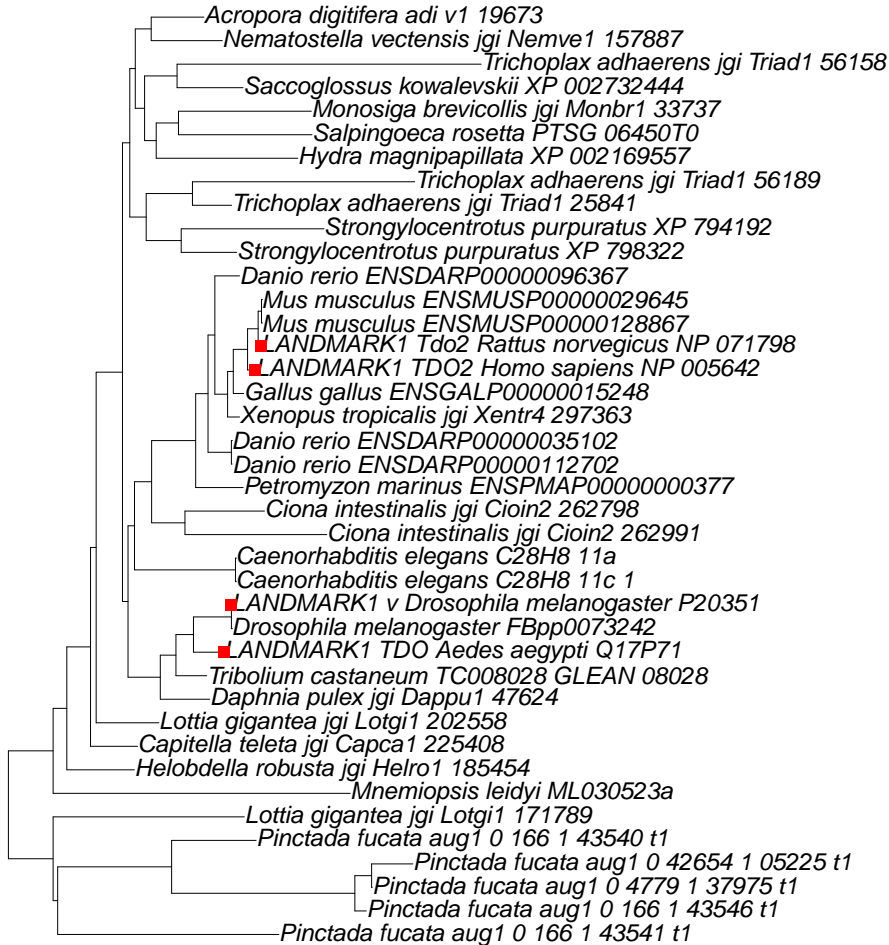 Acropora digitifera adi v1 19673
Nematostella vectensis jgi Nemve1 157887
Trichoplax adhaerens jgi Triad1 56158
Saccoglossus kowalevskii XP 002732444
Monosiga brevicollis jgi Monbr1 33737
Salpingoeca rosetta PTSG 06450T0
Hydra magnipapillata XP 002169557
Trichoplax adhaerens jgi Triad1 56189
Trichoplax adhaerens jgi Triad1 25841
Strongylocentrotus purpuratus XP 794192
Strongylocentrotus purpuratus XP 798322
Danio rerio ENSDARP00000096367
Mus musculus ENSMUSP00000029645
Mus musculus ENSMUSP00000128867
LANDMARK1 Tdo2 Rattus norvegicus NP 071798
LANDMARK1 TDO2 Homo sapiens NP 005642
Gallus gallus ENSGALP00000015248
Xenopus tropicalis jgi Xentr4 297363
Danio rerio ENSDARP00000035102
Danio rerio ENSDARP00000112702
Petromyzon marinus ENSPMAP00000000377
Ciona intestinalis jgi Cioin2 262798
Ciona intestinalis jgi Cioin2 262991
Caenorhabditis elegans C28H8 11a
Caenorhabditis elegans C28H8 11c 1
LANDMARK1 v Drosophila melanogaster P20351
Drosophila melanogaster FBpp0073242
LANDMARK1 TDO Aedes aegypti Q17P71
Tribolium castaneum TC008028 GLEAN 08028
Daphnia pulex jgi Dappu1 47624
Lottia gigantea jgi Lotgi1 202558
Capitella teleta jgi Capca1 225408
Helobdella robusta jgi Helro1 185454
Mnemiopsis leidyi ML030523a
Lottia gigantea jgi Lotgi1 171789
Pinctada fucata aug1 0 166 1 43540 t1
Pinctada fucata aug1 0 42654 1 05225 t1
Pinctada fucata aug1 0 4779 1 37975 t1
Pinctada fucata aug1 0 166 1 43546 t1
Pinctada fucata aug1 0 166 1 43541 t1